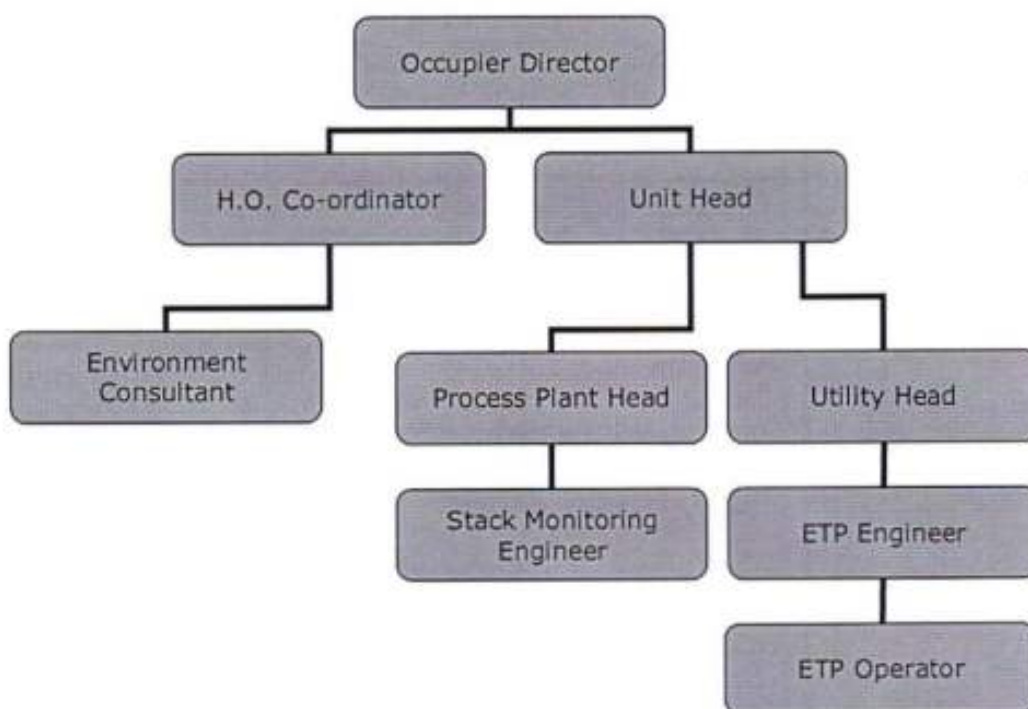 Occupier Director
H.O. Co-ordinator
Unit Head
Environment
Consultant
Process Plant Head
Utility Head
Stack Monitoring
Engineer
ETP Engineer
ETP Operator